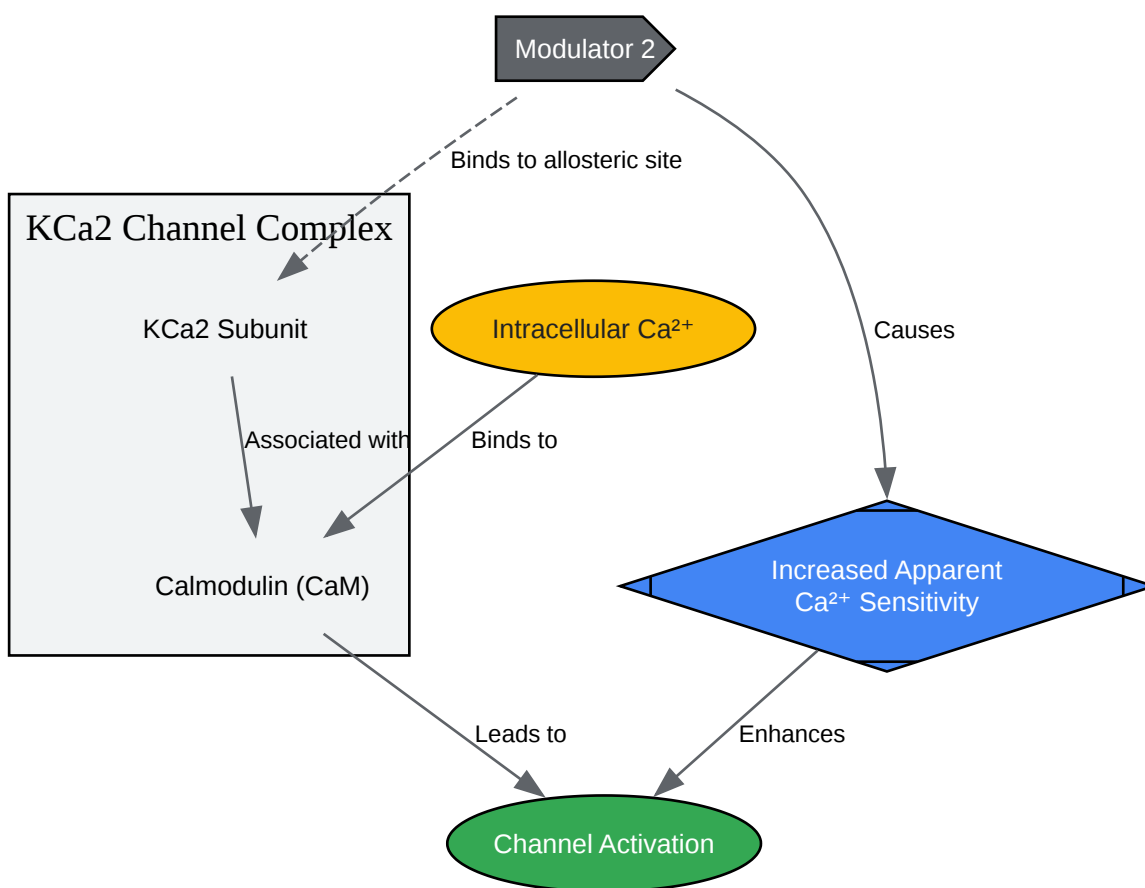 Modulator 2
Binds to allosteric site
KCa2 Channel Complex
KCa2 Subunit
Intracellular Ca²⁺
Causes
Associated with
Binds to
Calmodulin (CaM)
Increased Apparent
Ca²⁺ Sensitivity
Leads to
Enhances
Channel Activation